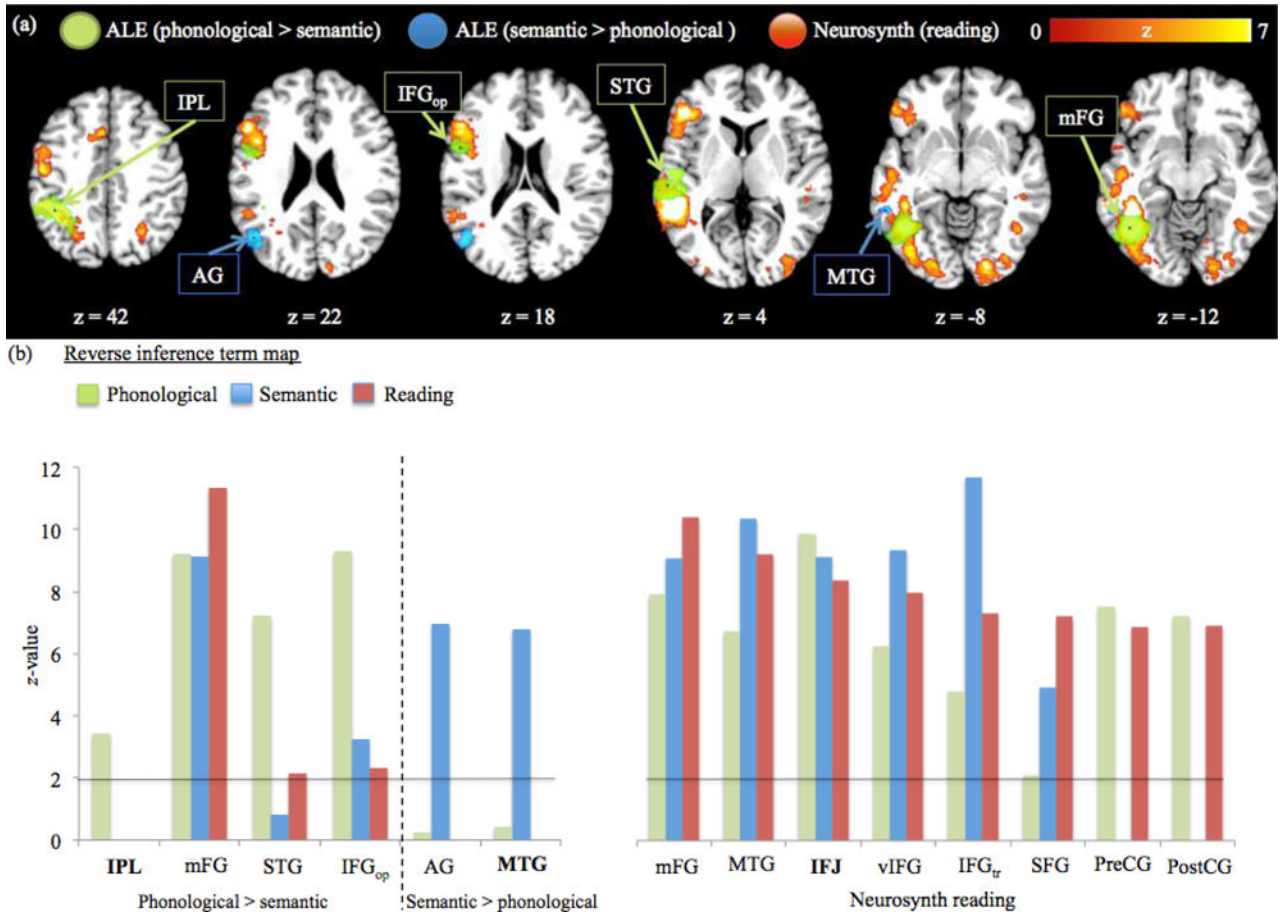 (a) ALE (phonological > semantic) ALE (semantic > phonological ) Neurosynth (reading) 0 z 7
IPL IFGop STG mFG
AG MTG
z = 42 z = 22 z = 18 z = 4 z = -8 z = -12
(b) Reverse inference term map
Phonological Semantic Reading
z-value
12
10
8
6
4
2
0
IPL mFG STG IFGop AG MTG mFG MTG IFJ vIFG IFGtr SFG PreCG PostCG
Phonological > semantic Semantic > phonological Neurosynth reading